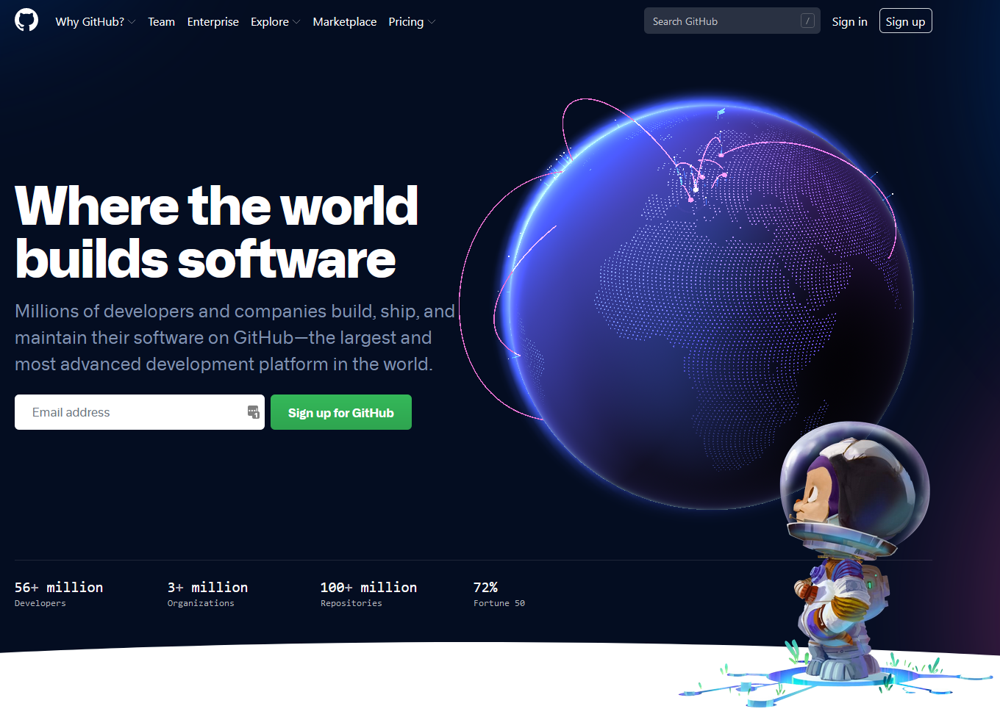 Why GitHub? Team Enterprise Explore Marketplace Pricing Search GitHub / Sign in Sign up
Where the world
builds software
Millions of developers and companies build, ship, and
maintain their software on GitHub—the largest and
most advanced development platform in the world.
Email address 1 Sign up for GitHub
56+ million 3+ million 100+ million 72%
Developers Organizations Repositories Fortune 50